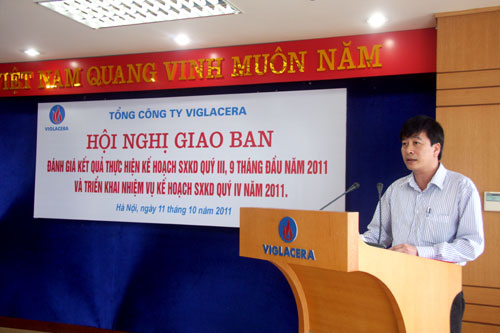 VIỆT NAM QUANG VINH MUÔN NĂM
VIGLACERA
TỔNG CÔNG TY VIGLACERA
HỘI NGHỊ GIAO BAN
ĐÁNH GIÁ KẾT QUẢ THỰC HIỆN KẾ HOẠCH SXKD QUÝ III, 9 THÁNG ĐẦU NĂM 2011
VÀ TRIỂN KHAI NHIỆM VỤ KẾ HOẠCH SXKD QUÝ IV NĂM 2011.
Hà Nội, ngày 11 tháng 10 năm 2011
VIGLACERA